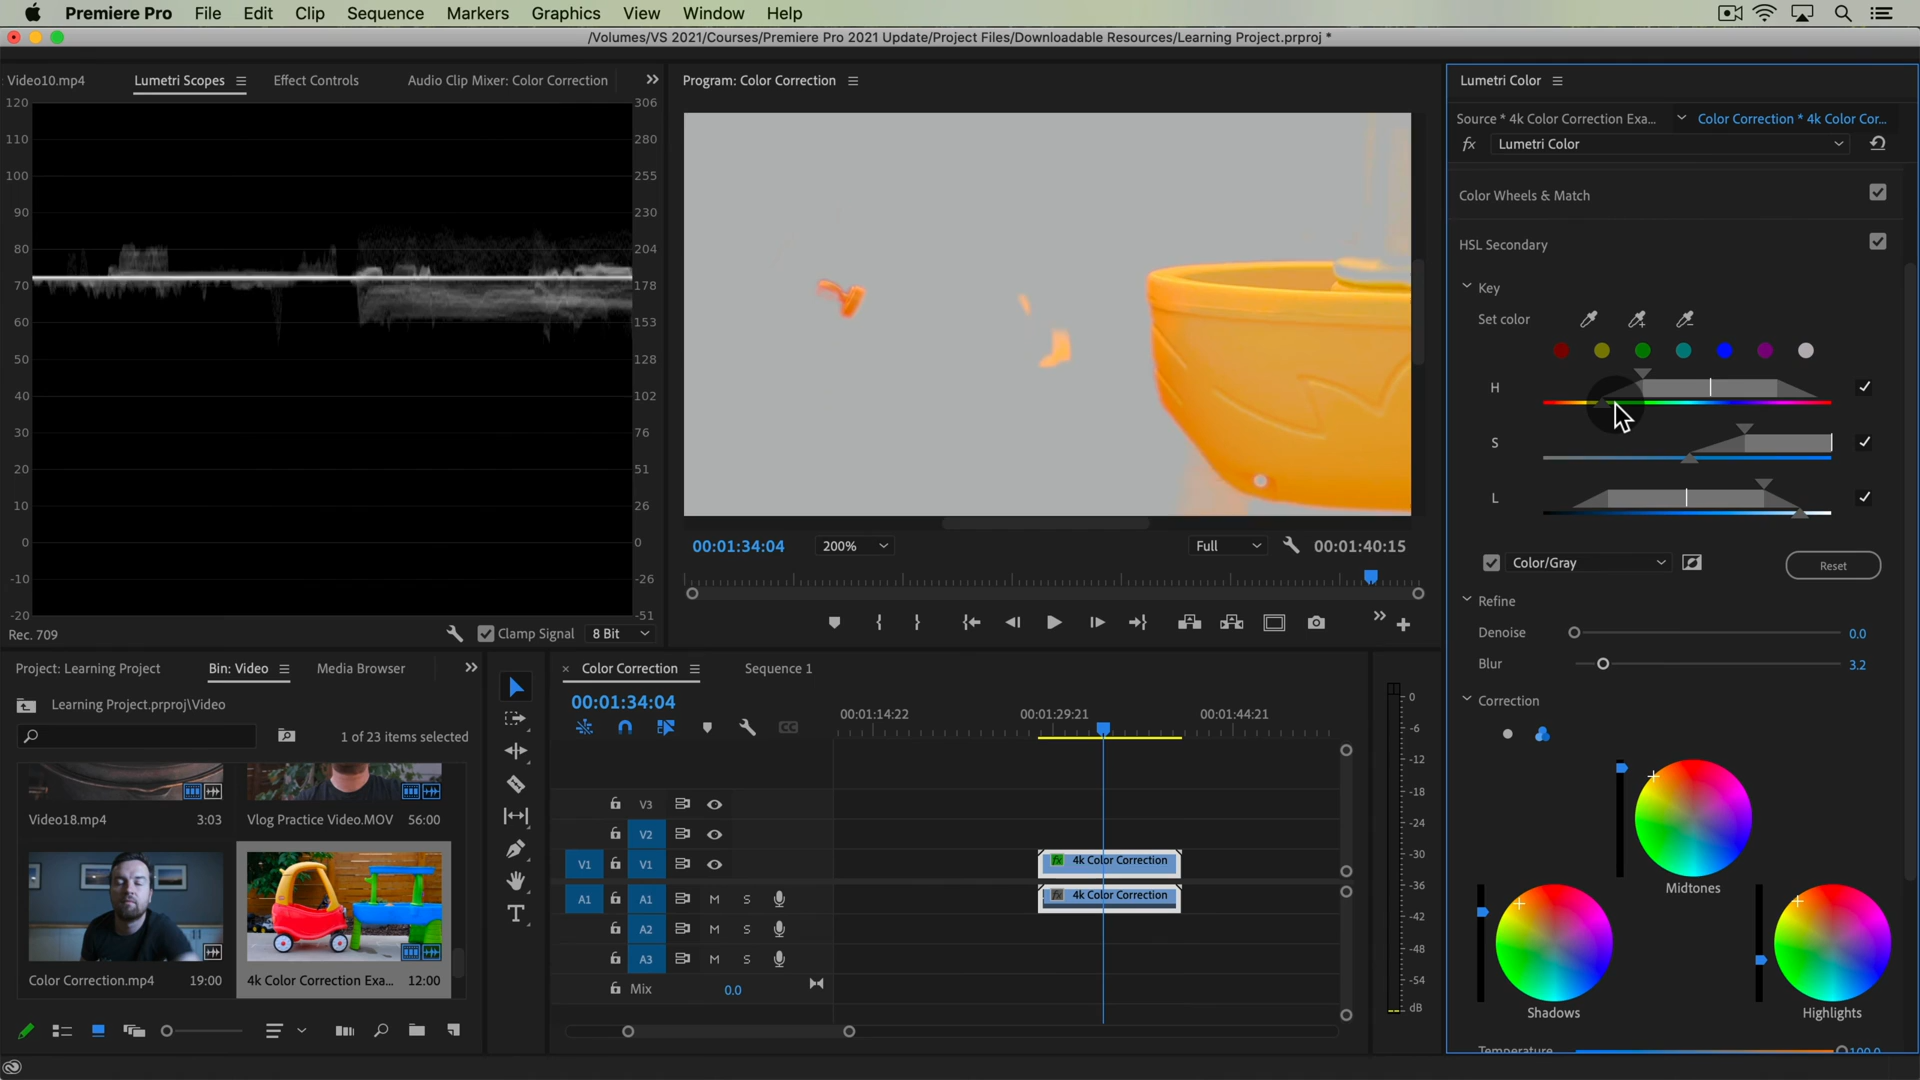 Premiere Pro File Edit Clip Sequence Markers Graphics View Window Help
/Volumes/VS 2021/Courses/Premiere Pro 2021 Update/Project Files/Downloadable Resources/Learning Project.prproj *
Video10.mp4 Lumetri Scopes Effect Controls Audio Clip Mixer: Color Correction
Program: Color Correction
Lumetri Color
Source * 4k Color Correction Exa... Color Correction * 4k Color Cor...
fx Lumetri Color
120 306
110 280
100 255
90 230
80 204
70 178
60 153
50 128
40 102
30 76
20 51
10 26
0 0
-10 -26
-20 -51
Rec. 709 Clamp Signal 8 Bit
00:01:34:04 200% Full 00:01:40:15
Color Wheels & Match
HSL Secondary
Key
Set color
H
S
L
Color/Gray Reset
Refine
Denoise 0.0
Blur 3.2
Correction
Midtones
Shadows Highlights
Temperature 100.0
Project: Learning Project Bin: Video Media Browser
Learning Project.prproj\Video
1 of 23 items selected
Video18.mp4 3:03
Vlog Practice Video.MOV 56:00
Color Correction.mp4 19:00
4k Color Correction Exa... 12:00
× Color Correction Sequence 1
00:01:34:04
00:01:14:22 00:01:29:21 00:01:44:21
V3
V2
V1 V1 fx 4k Color Correction
A1 A1 M S fx 4k Color Correction
A2 M S
A3 M S
Mix 0.0
0
-6
-12
-18
-24
-30
-36
-42
-48
-54
dB